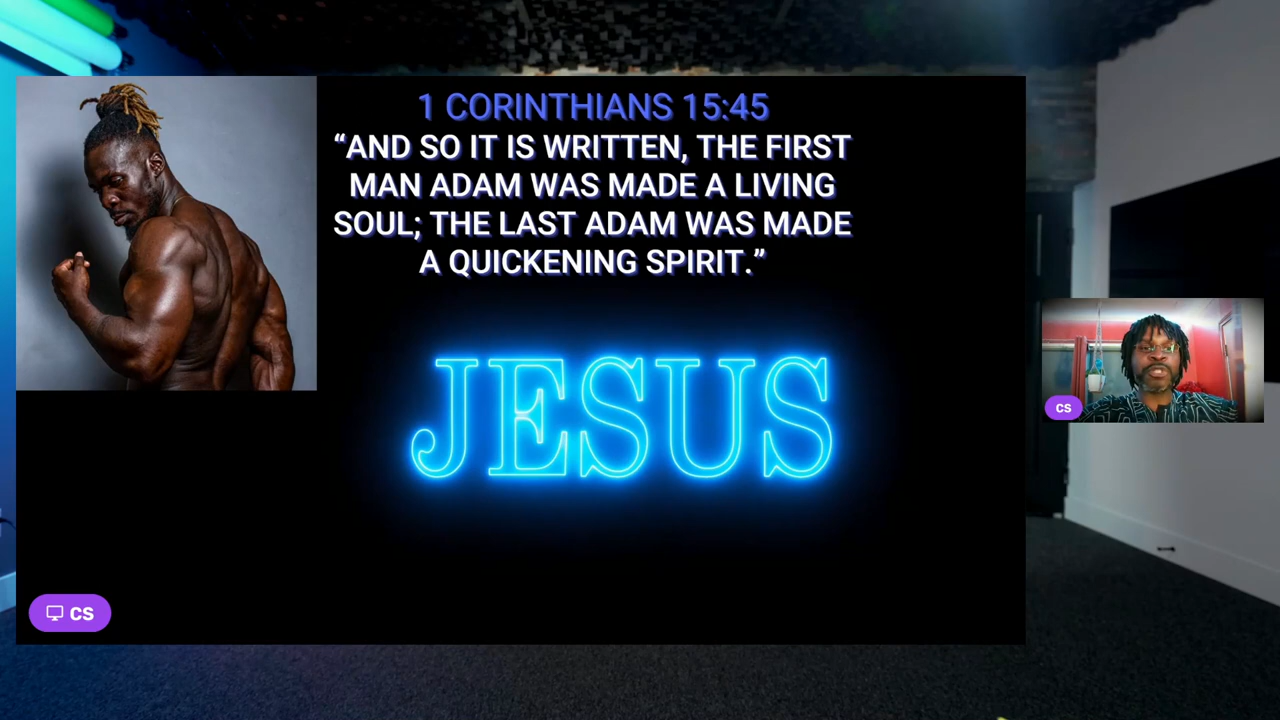 1 CORINTHIANS 15:45
“AND SO IT IS WRITTEN, THE FIRST
MAN ADAM WAS MADE A LIVING
SOUL; THE LAST ADAM WAS MADE
A QUICKENING SPIRIT.”
JESUS
CS
CS